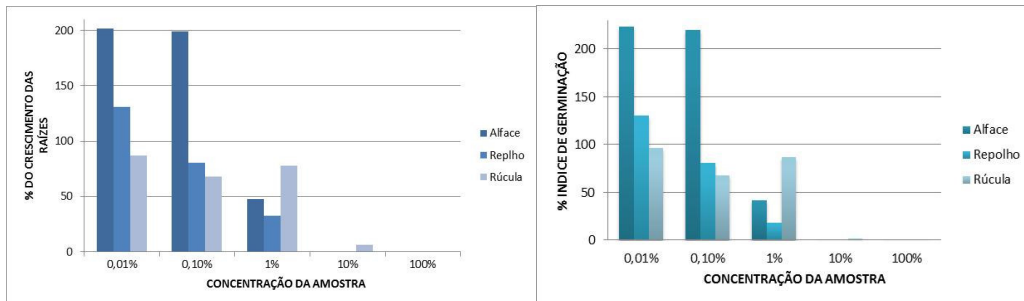 % DO CRESCIMENTO DAS
RAÍZES
200
150
100
50
0
0,01%
0,10%
1%
10%
100%
CONCENTRAÇÃO DA AMOSTRA
Alface
Replho
Rúcula
% INDICE DE GERMINAÇÃO
200
150
100
50
0
0,01%
0,10%
1%
10%
100%
CONCENTRAÇÃO DA AMOSTRA
Alface
Repolho
Rúcula